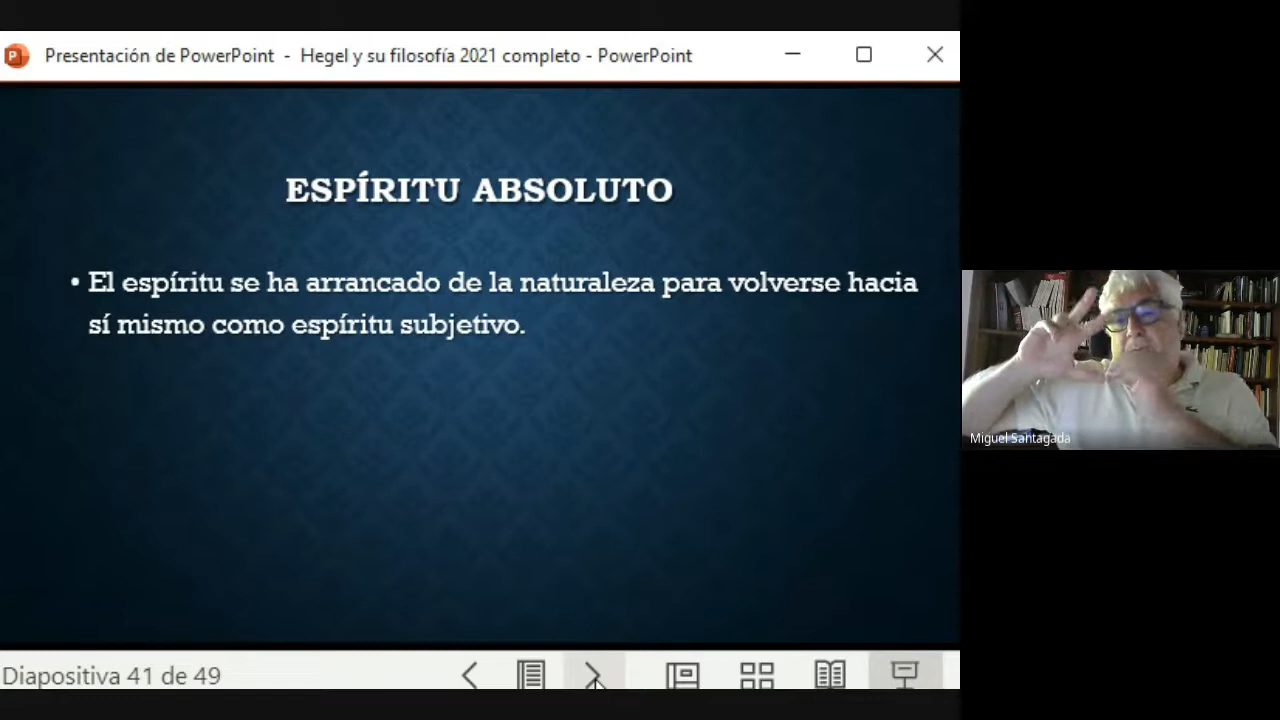 Presentación de PowerPoint - Hegel y su filosofía 2021 completo - PowerPoint
ESPÍRITU ABSOLUTO
• El espíritu se ha arrancado de la naturaleza para volverse hacia
sí mismo como espíritu subjetivo.
Miguel Santagada
Diapositiva 41 de 49